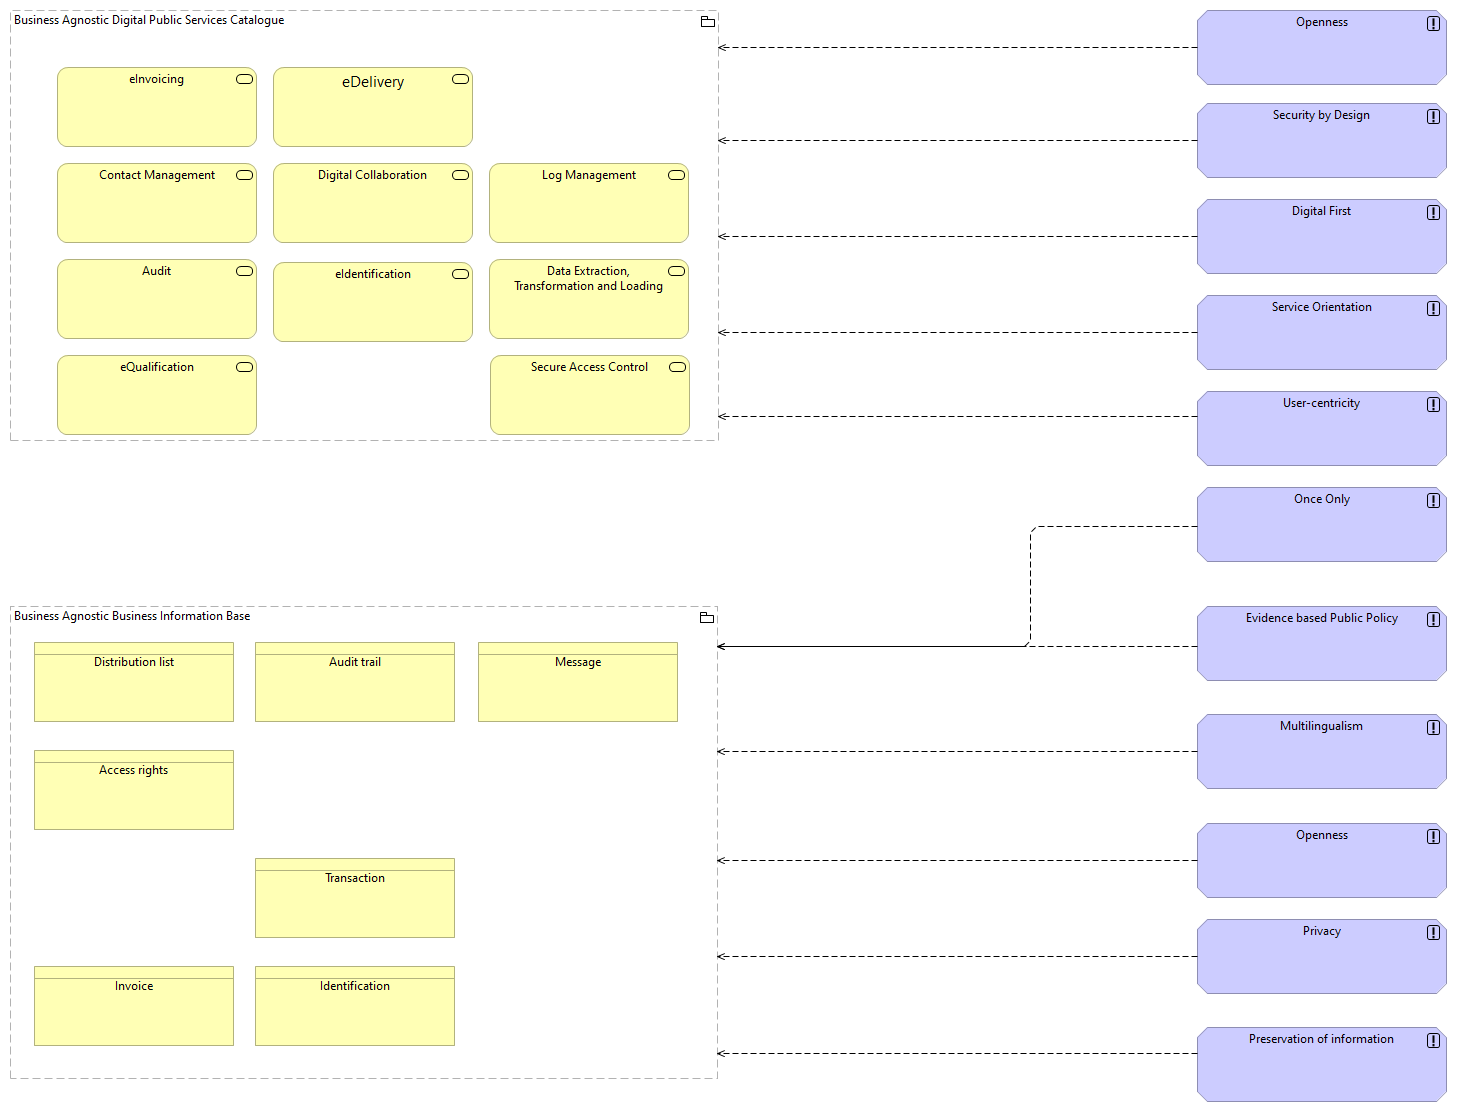 Business Agnostic Digital Public Services Catalogue
eInvoicing
eDelivery
Contact Management
Digital Collaboration
Log Management
Audit
eIdentification
Data Extraction,
Transformation and Loading
eQualification
Secure Access Control
Business Agnostic Business Information Base
Distribution list
Audit trail
Message
Access rights
Transaction
Invoice
Identification
Openness
Security by Design
Digital First
Service Orientation
User-centricity
Once Only
Evidence based Public Policy
Multilingualism
Openness
Privacy
Preservation of information